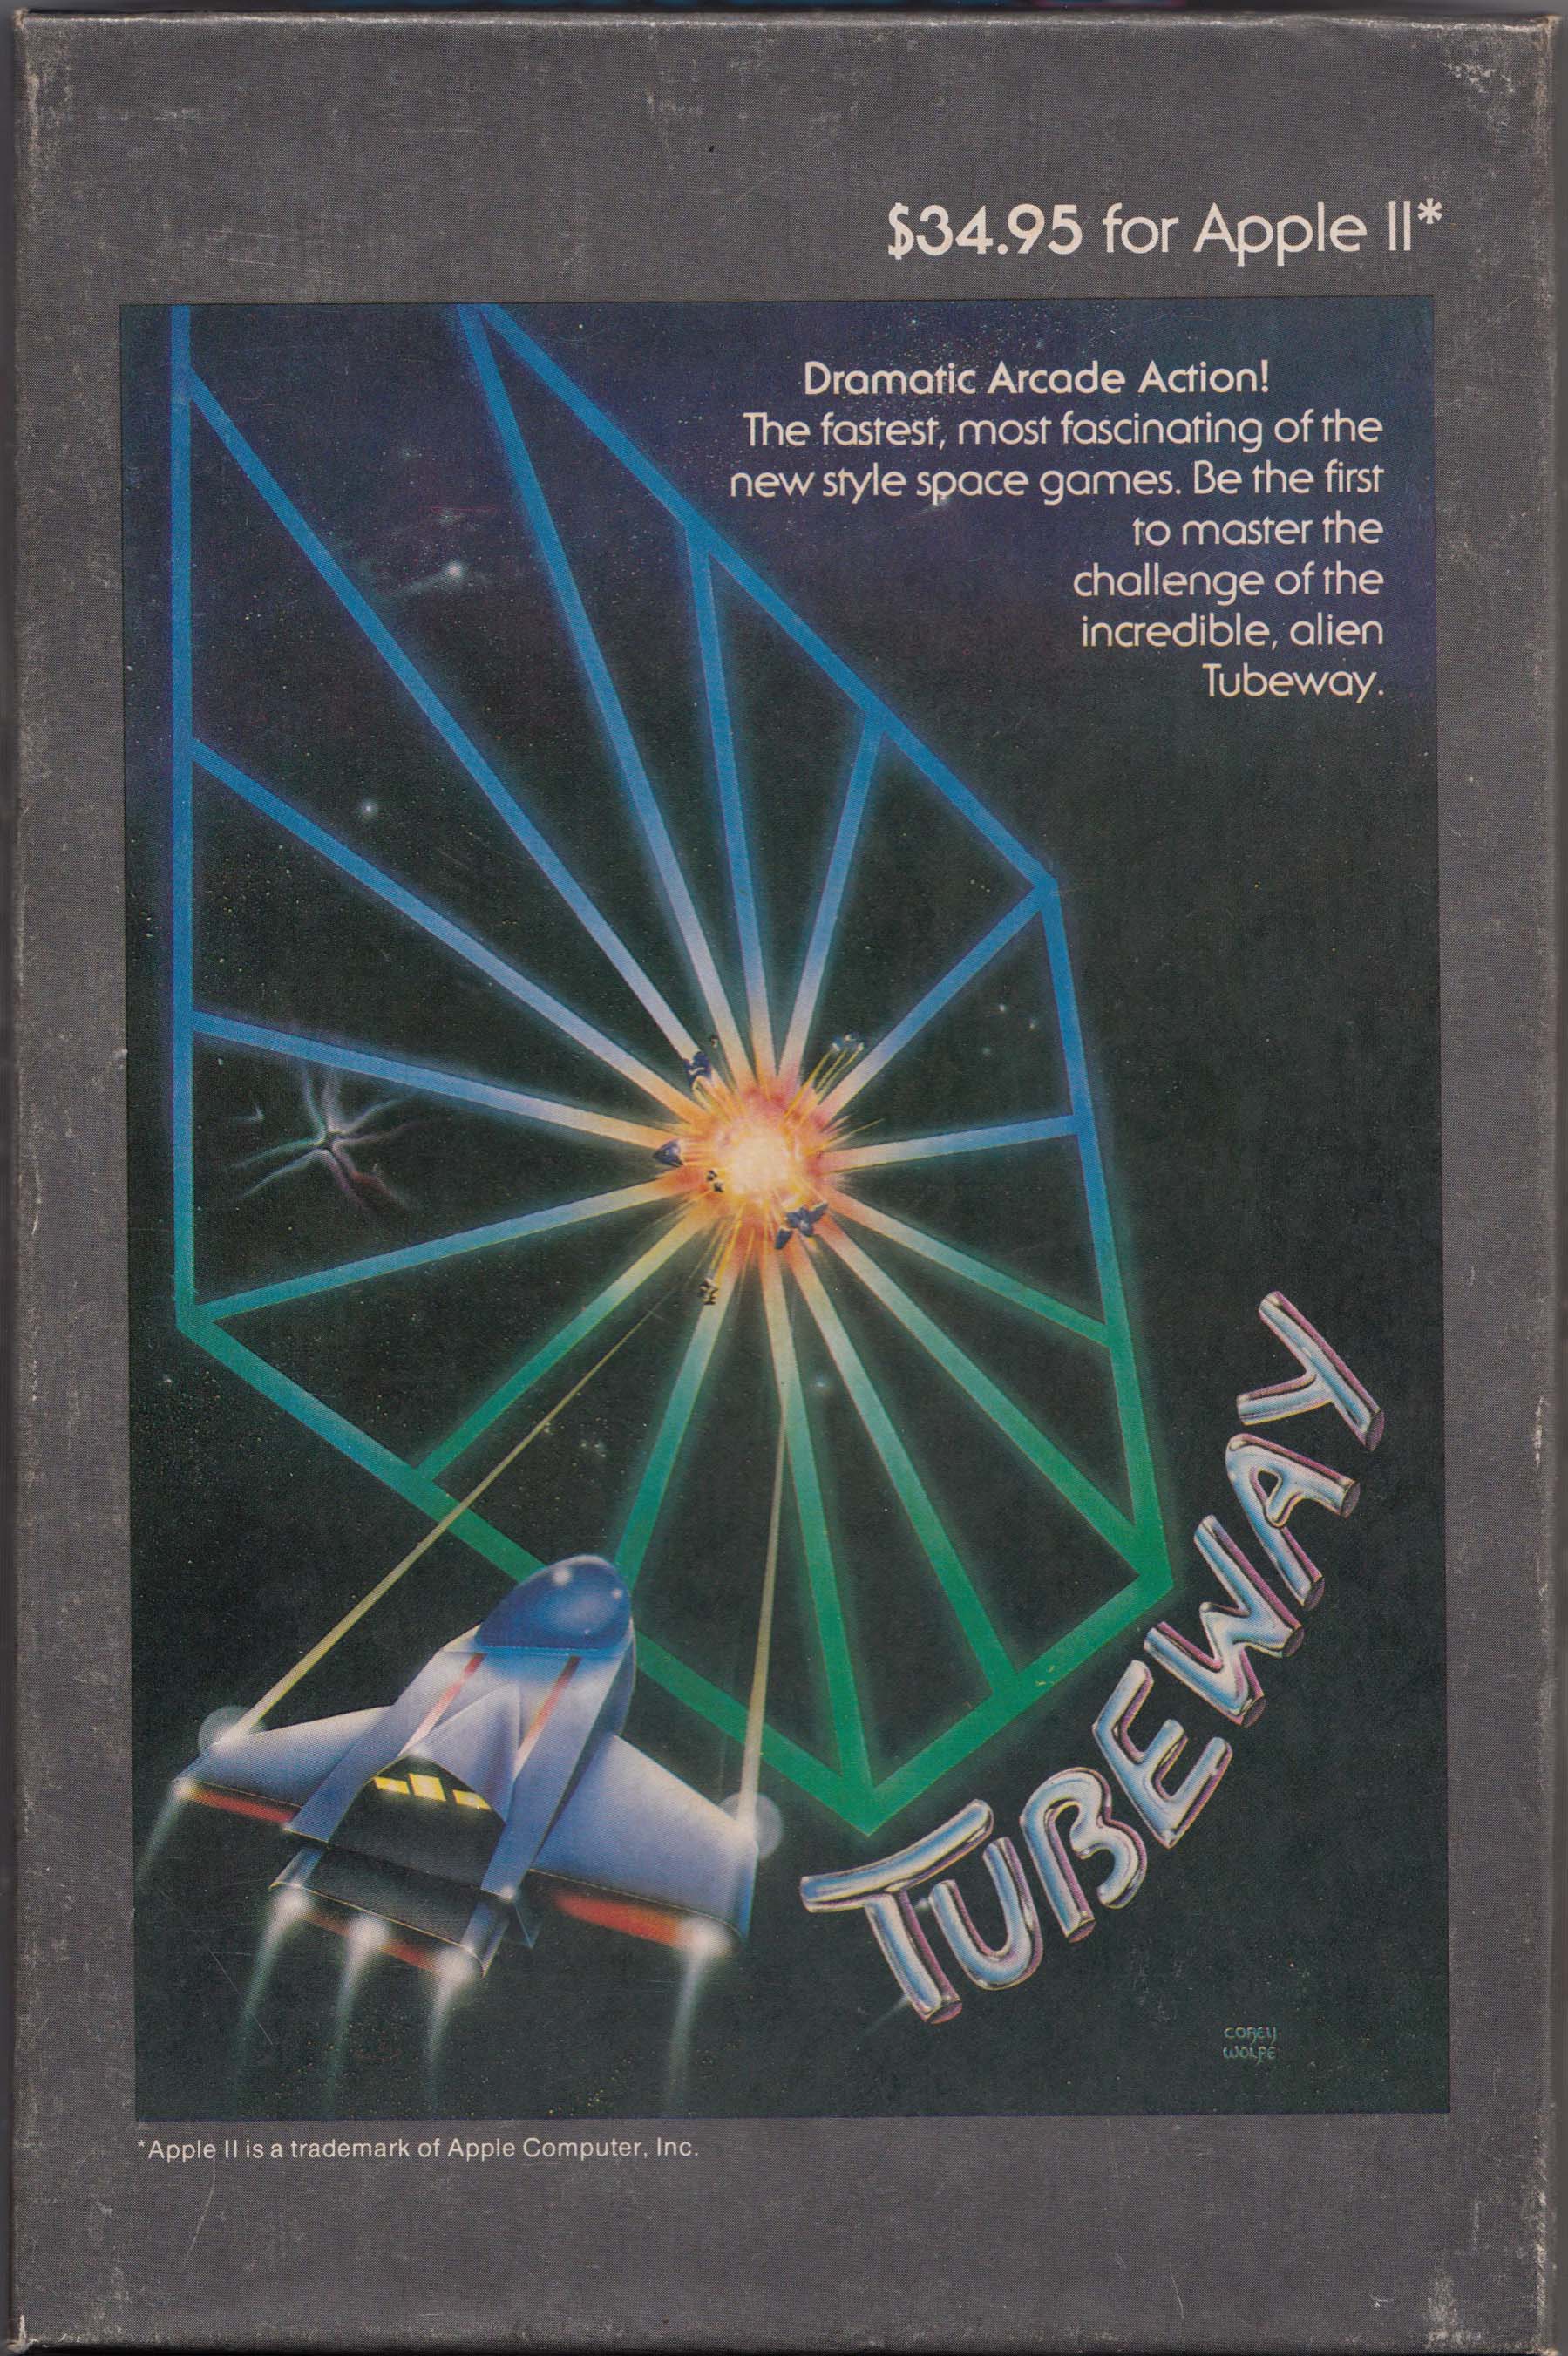 $34.95 for Apple II*
Dramatic Arcade Action!
The fastest, most fascinating of the
new style space games. Be the first
to master the
challenge of the
incredible, alien
Tubeway.
TUBEWAY
COREY
WOLFE
*Apple II is a trademark of Apple Computer, Inc.